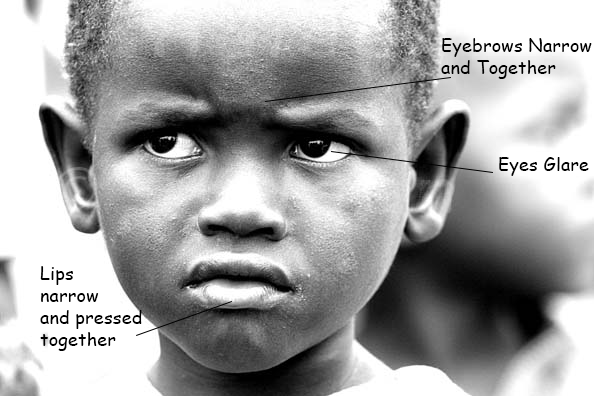 Eyebrows Narrow
and Together
Eyes Glare
Lips
narrow
and pressed
together